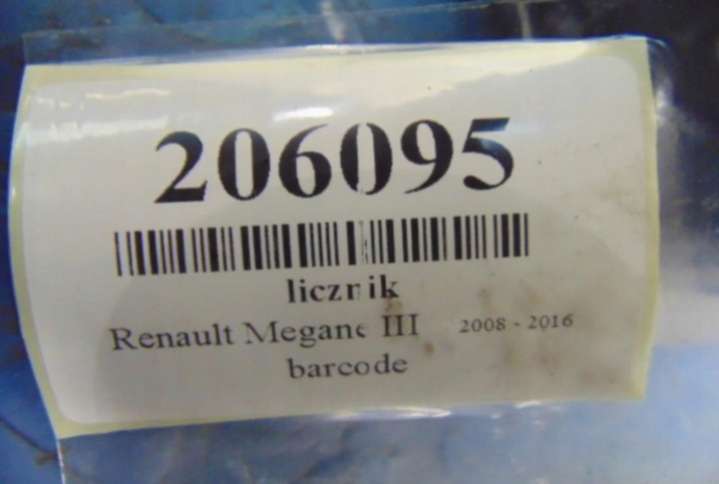 206095
licznik
Renault Megane III 2008 - 2016
barcode